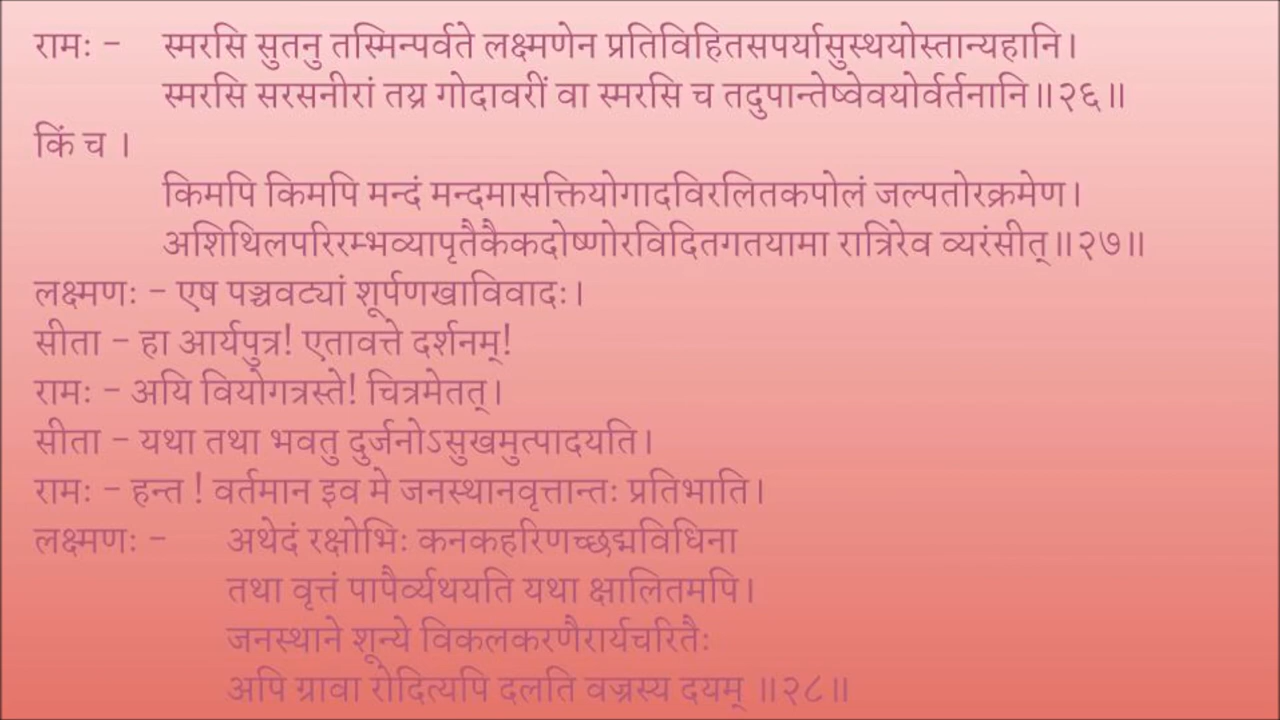 रामः - स्मरसि सुतनु तस्मिन्पर्वते लक्ष्मणेन प्रतिविहितसपर्यासुस्थयोस्तान्यहानि।
स्मरसि सरसनीरां तय्र गोदावरीं वा स्मरसि च तदुपान्तेष्वेवयोर्वर्तनानि॥२६॥
किं च ।
किमपि किमपि मन्दं मन्दमासक्तियोगादविरलितकपोलं जल्पतोरक्रमेण।
अशिथिलपरिरम्भव्यापृतैकैकदोष्णोरविदितगतयामा रात्रिरेव व्यरंसीत्॥२७॥
लक्ष्मणः - एष पञ्चवट्यां शूर्पणखाविवादः।
सीता - हा आर्यपुत्र! एतावत्ते दर्शनम्!
रामः - अयि वियोगत्रस्ते! चित्रमेतत्।
सीता - यथा तथा भवतु दुर्जनोऽसुखमुत्पादयति।
रामः - हन्त ! वर्तमान इव मे जनस्थानवृत्तान्तः प्रतिभाति।
लक्ष्मणः - अथेदं रक्षोभिः कनकहरिणच्छद्मविधिना
तथा वृत्तं पापैर्व्यथयति यथा क्षालितमपि।
जनस्थाने शून्ये विकलकरणैरार्यचरितैः
अपि ग्रावा रोदित्यपि दलति वज्रस्य दयम् ॥२८॥